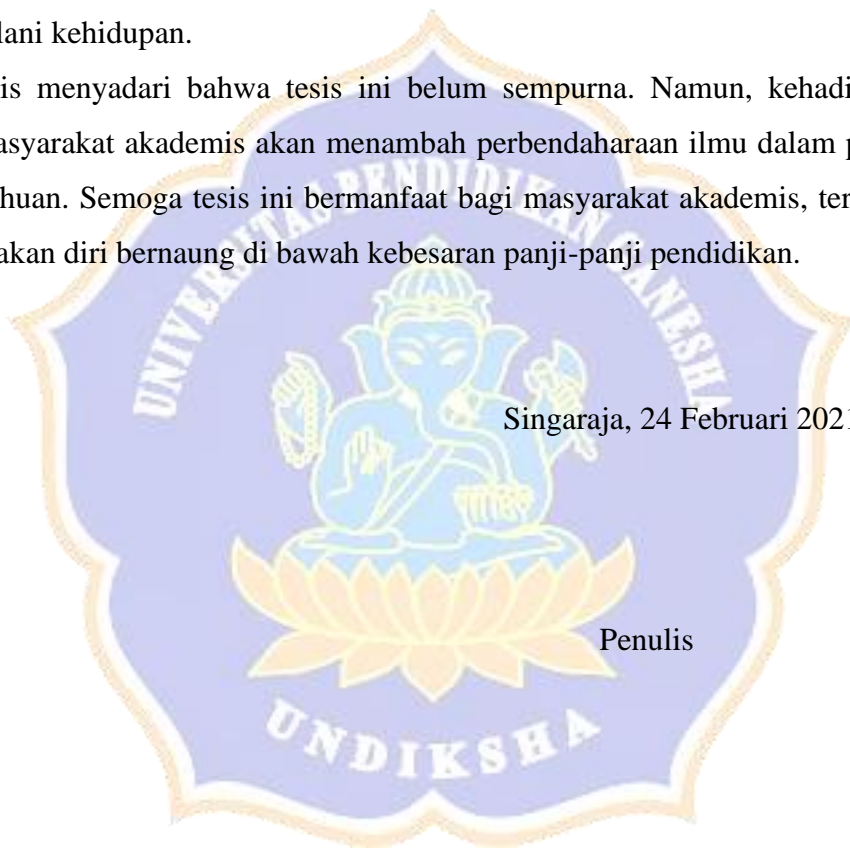 lani kehidupan.
is menyadari bahwa tesis ini belum sempurna. Namun, kehadi
asyarakat akademis akan menambah perbendaharaan ilmu dalam p
huan. Semoga tesis ini bermanfaat bagi masyarakat akademis, ter
akan diri bernaung di bawah kebesaran panji-panji pendidikan.
UNIVERSITAS PENDIDIKAN GANESHA
Singaraja, 24 Februari 2021
Penulis
UNDIKSHA